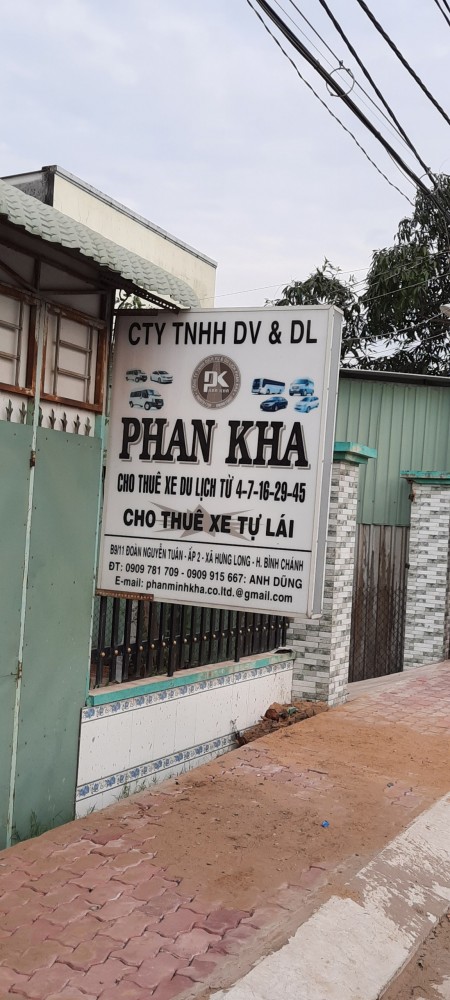 CTY TNHH DV & DL
PK
PHAN KHA
CHO THUÊ XE DU LỊCH TỪ 4-7-16-29-45
CHO THUÊ XE TỰ LÁI
B9/11 ĐOÀN NGUYỄN TUÂN - ẤP 2 - XÃ HƯNG LONG - H. BÌNH CHÁNH
ĐT: 0909 781 709 - 0909 915 667: ANH DŨNG
E-mail: phanminhkha.co.ltd.@gmail.com